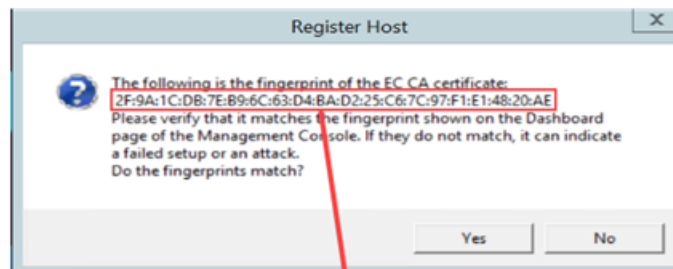 Register Host
X
The following is the fingerprint of the EC CA certificate:
2F:9A:1C:DB:7E:B9:6C:63:D4:BA:D2:25:C6:7C:97:F1:E1:48:20:AE
Please verify that it matches the fingerprint shown on the Dashboard
page of the Management Console. If they do not match, it can indicate
a failed setup or an attack.
Do the fingerprints match?
Yes No